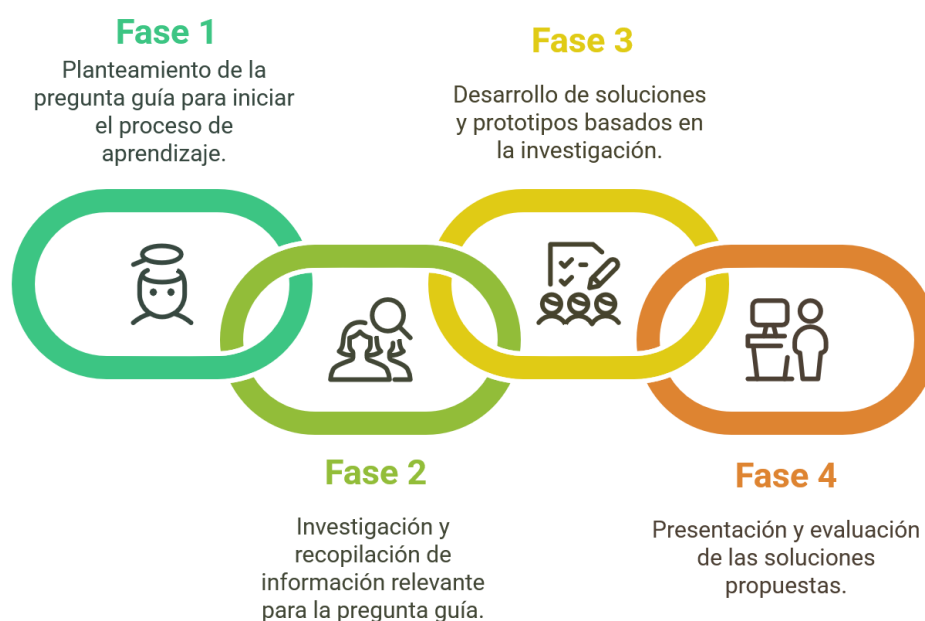 Fase 1
Planteamiento de la
pregunta guía para iniciar
el proceso de
aprendizaje.
Fase 3
Desarrollo de soluciones
y prototipos basados en
la investigación.
Fase 2
Investigación y
recopilación de
información relevante
para la pregunta guía.
Fase 4
Presentación y evaluación
de las soluciones
propuestas.